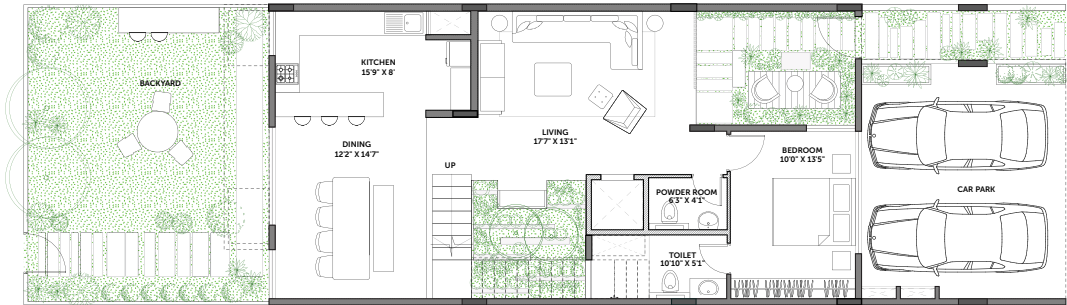 BACKYARD
KITCHEN
15'9" X 8'
DINING
12'2" X 14'7"
UP
LIVING
17'7" X 13'1"
BEDROOM
10'0" X 13'5"
POWDER ROOM
6'3" X 4'1"
TOILET
10'10" X 5'1"
CAR PARK